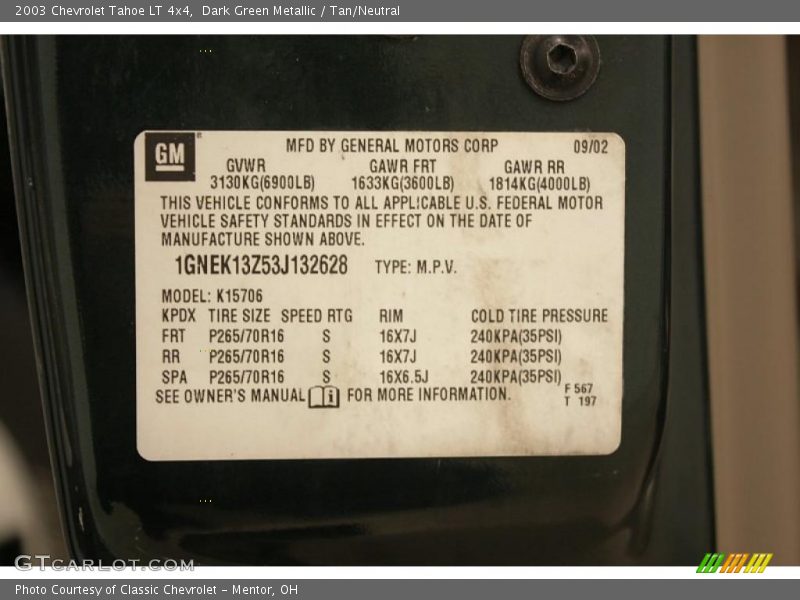 2003 Chevrolet Tahoe LT 4x4, Dark Green Metallic / Tan/Neutral
GM
®
MFD BY GENERAL MOTORS CORP 09/02
GVWR GAWR FRT GAWR RR
3130KG(6900LB) 1633KG(3600LB) 1814KG(4000LB)
THIS VEHICLE CONFORMS TO ALL APPLICABLE U.S. FEDERAL MOTOR
VEHICLE SAFETY STANDARDS IN EFFECT ON THE DATE OF
MANUFACTURE SHOWN ABOVE.
1GNEK13Z53J132628 TYPE: M.P.V.
MODEL: K15706
KPDX TIRE SIZE SPEED RTG RIM COLD TIRE PRESSURE
FRT P265/70R16 S 16X7J 240KPA(35PSI)
RR P265/70R16 S 16X7J 240KPA(35PSI)
SPA P265/70R16 S 16X6.5J 240KPA(35PSI)
SEE OWNER'S MANUAL i FOR MORE INFORMATION.
F 567
T 197
GTCARLOT.COM
Photo Courtesy of Classic Chevrolet - Mentor, OH